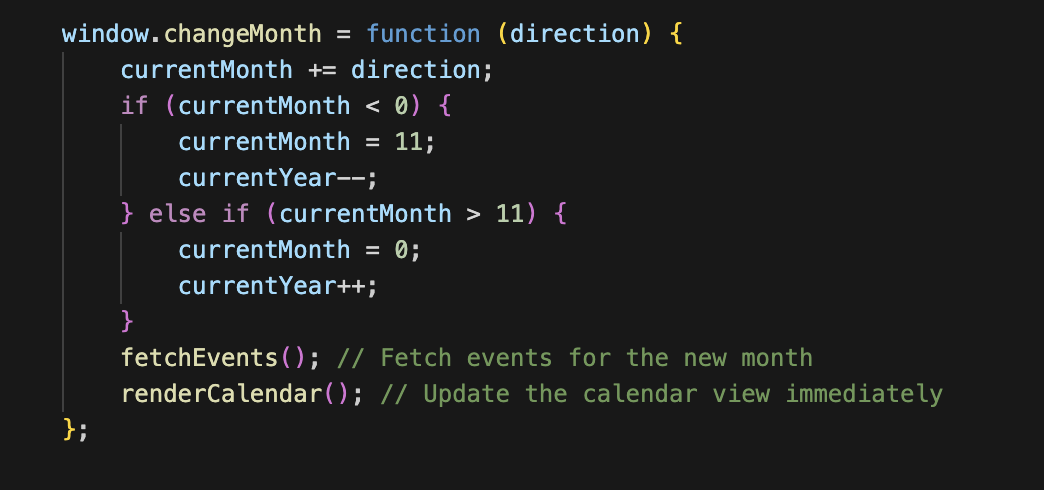 window.changeMonth = function (direction) {
    currentMonth += direction;
    if (currentMonth < 0) {
        currentMonth = 11;
        currentYear--;
    } else if (currentMonth > 11) {
        currentMonth = 0;
        currentYear++;
    }
    fetchEvents(); // Fetch events for the new month
    renderCalendar(); // Update the calendar view immediately
};